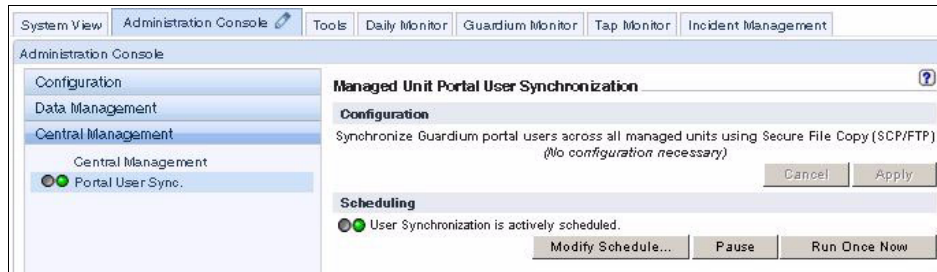 System View Administration Console Tools Daily Monitor Guardium Monitor Tap Monitor Incident Management
Administration Console
Configuration
Data Management
Central Management
Central Management
Portal User Sync.
Managed Unit Portal User Synchronization ?
Configuration
Synchronize Guardium portal users across all managed units using Secure File Copy (SCP/FTP)
(No configuration necessary)
Cancel Apply
Scheduling
User Synchronization is actively scheduled.
Modify Schedule... Pause Run Once Now